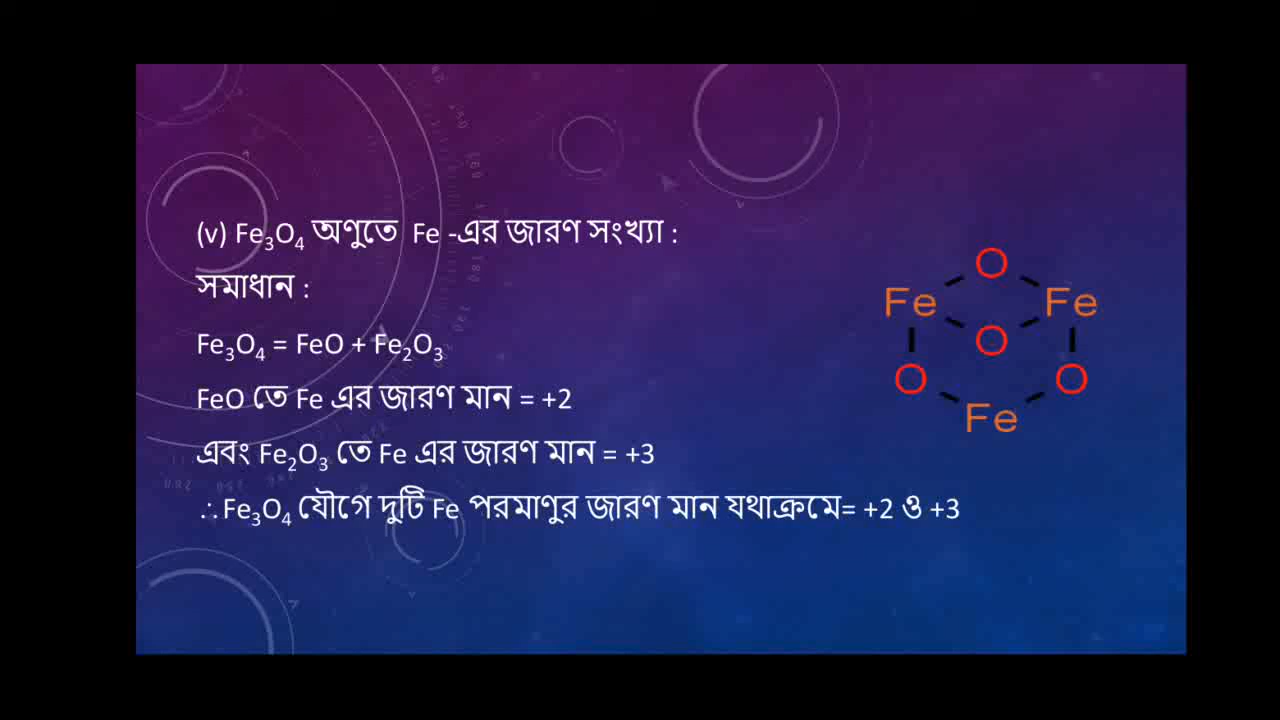 (v) Fe₃O₄ অণুতে Fe -এর জারণ সংখ্যা :
সমাধান :
Fe₃O₄ = FeO + Fe₂O₃
FeO তে Fe এর জারণ মান = +2
এবং Fe₂O₃ তে Fe এর জারণ মান = +3
∴Fe₃O₄ যৌগে দুটি Fe পরমাণুর জারণ মান যথাক্রমে= +2 ও +3
O
Fe Fe
O
O O
Fe